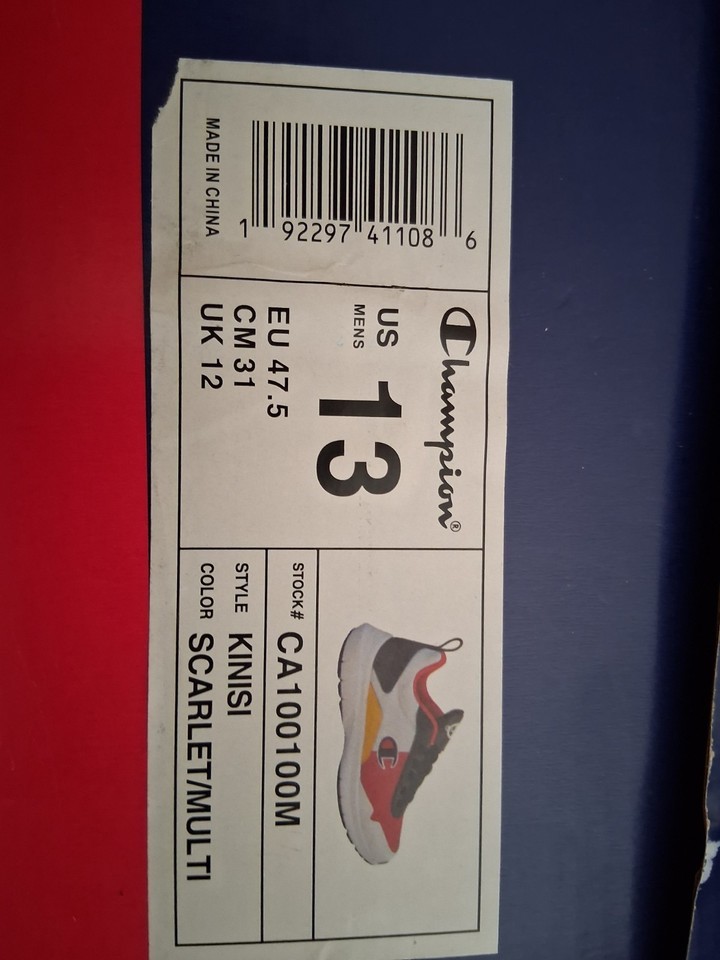 1 92297 41108 6
MADE IN CHINA
Champion®
US
MENS
13
EU 47.5
CM 31
UK 12
STOCK# CA100100M
STYLE KINISI
COLOR SCARLET/MULTI